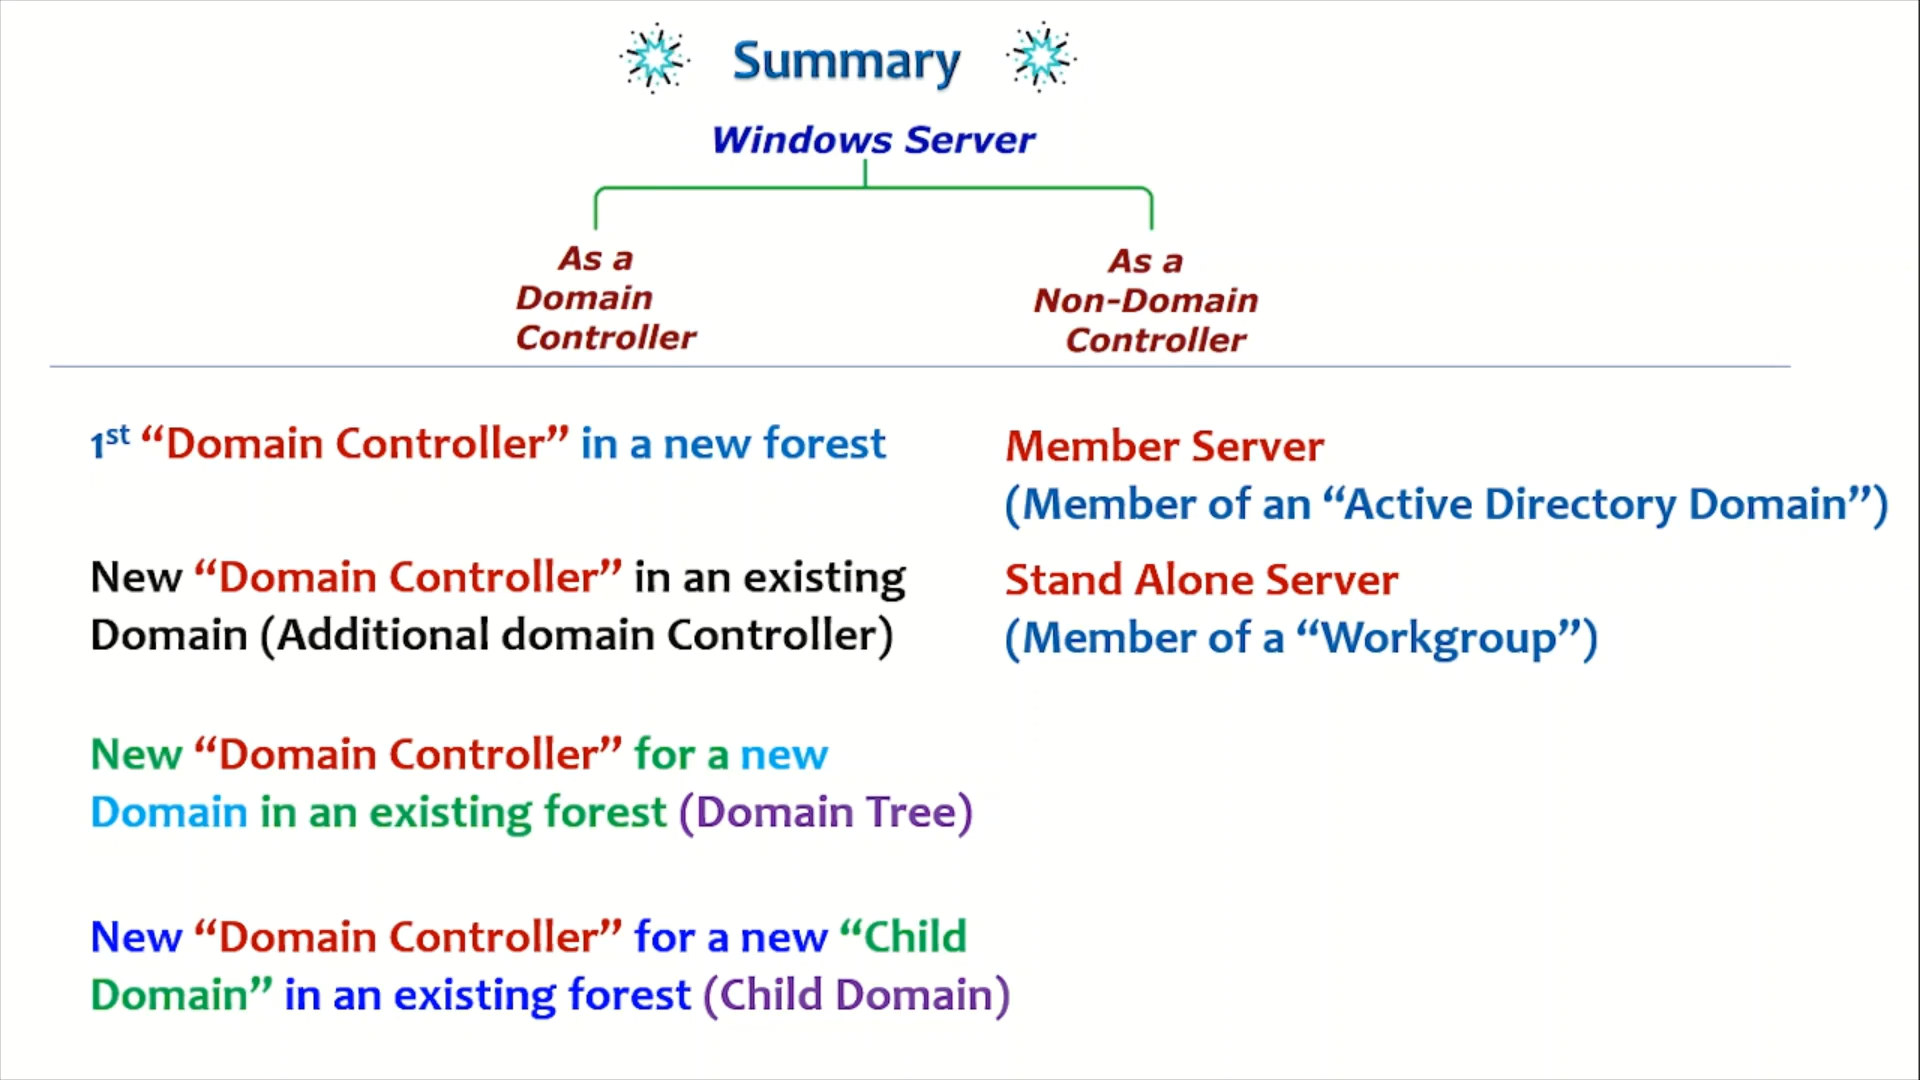 Summary
Windows Server
As a
Domain
Controller
As a
Non-Domain
Controller
1st “Domain Controller” in a new forest
New “Domain Controller” in an existing
Domain (Additional domain Controller)
New “Domain Controller” for a new
Domain in an existing forest (Domain Tree)
New “Domain Controller” for a new “Child
Domain” in an existing forest (Child Domain)
Member Server
(Member of an “Active Directory Domain”)
Stand Alone Server
(Member of a “Workgroup”)